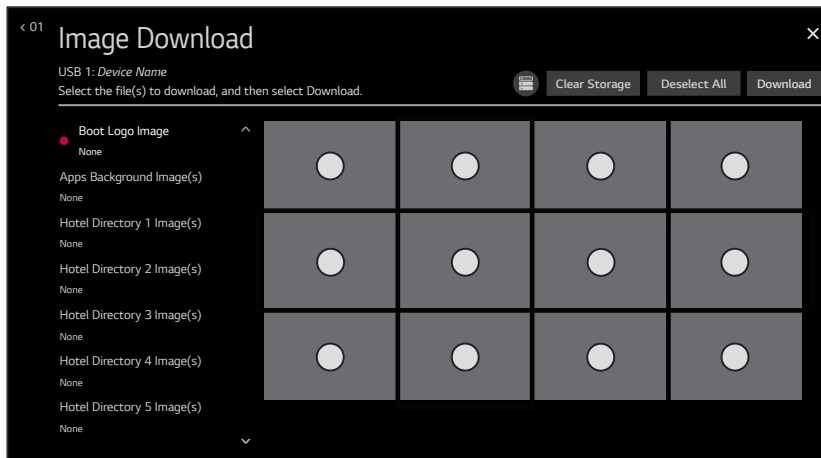 < 01
Image Download
USB 1: Device Name
Select the file(s) to download, and then select Download.
Clear Storage
Deselect All
Download
Boot Logo Image
None
Apps Background Image(s)
None
Hotel Directory 1 Image(s)
None
Hotel Directory 2 Image(s)
None
Hotel Directory 3 Image(s)
None
Hotel Directory 4 Image(s)
None
Hotel Directory 5 Image(s)
None